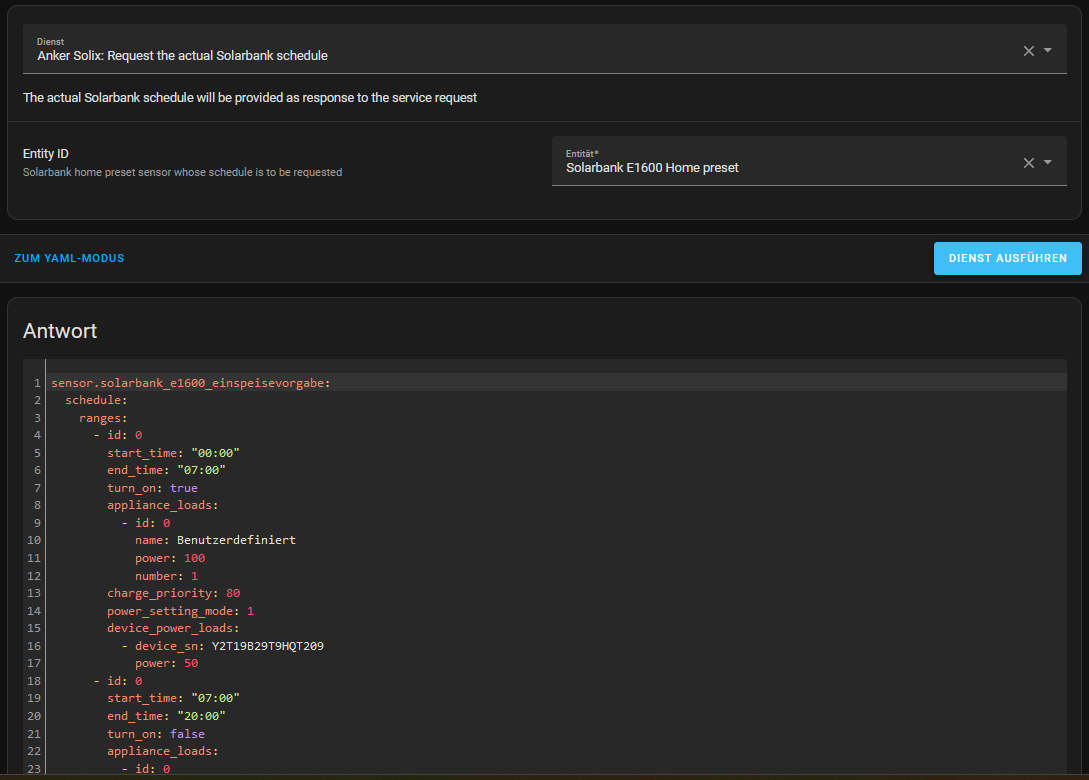 Dienst
Anker Solix: Request the actual Solarbank schedule
The actual Solarbank schedule will be provided as response to the service request
Entity ID
Solarbank home preset sensor whose schedule is to be requested
Entität*
Solarbank E1600 Home preset
ZUM YAML-MODUS
DIENST AUSFÜHREN
Antwort
1 sensor.solarbank_e1600_einspeisevorgabe:
2 schedule:
3 ranges:
4 - id: 0
5 start_time: "00:00"
6 end_time: "07:00"
7 turn_on: true
8 appliance_loads:
9 - id: 0
10 name: Benutzerdefiniert
11 power: 100
12 number: 1
13 charge_priority: 80
14 power_setting_mode: 1
15 device_power_loads:
16 - device_sn: Y2T19B29T9HQT209
17 power: 50
18 - id: 0
19 start_time: "07:00"
20 end_time: "20:00"
21 turn_on: false
22 appliance_loads:
23 - id: 0